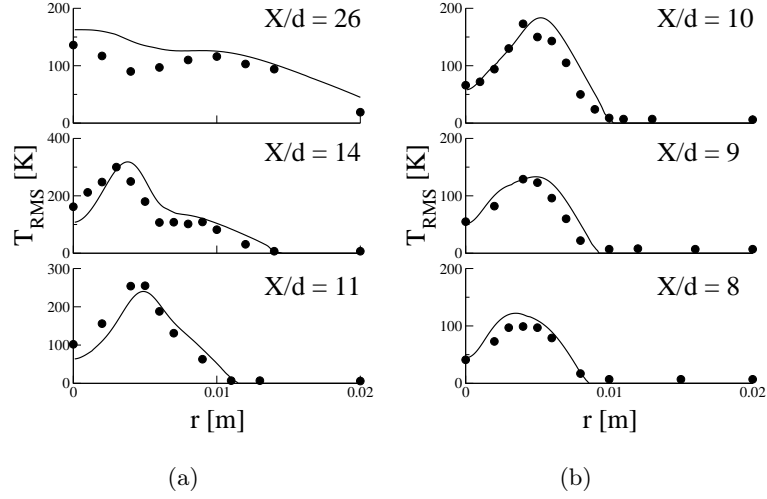 200
X/d = 26
100
0
400
X/d = 14
200
0
300
X/d = 11
200
100
0
0
0.01
0.02
T_RMS [K]
r [m]
(a)
200
X/d = 10
100
0
200
X/d = 9
100
0
200
X/d = 8
100
0
0
0.01
0.02
T_RMS [K]
r [m]
(b)